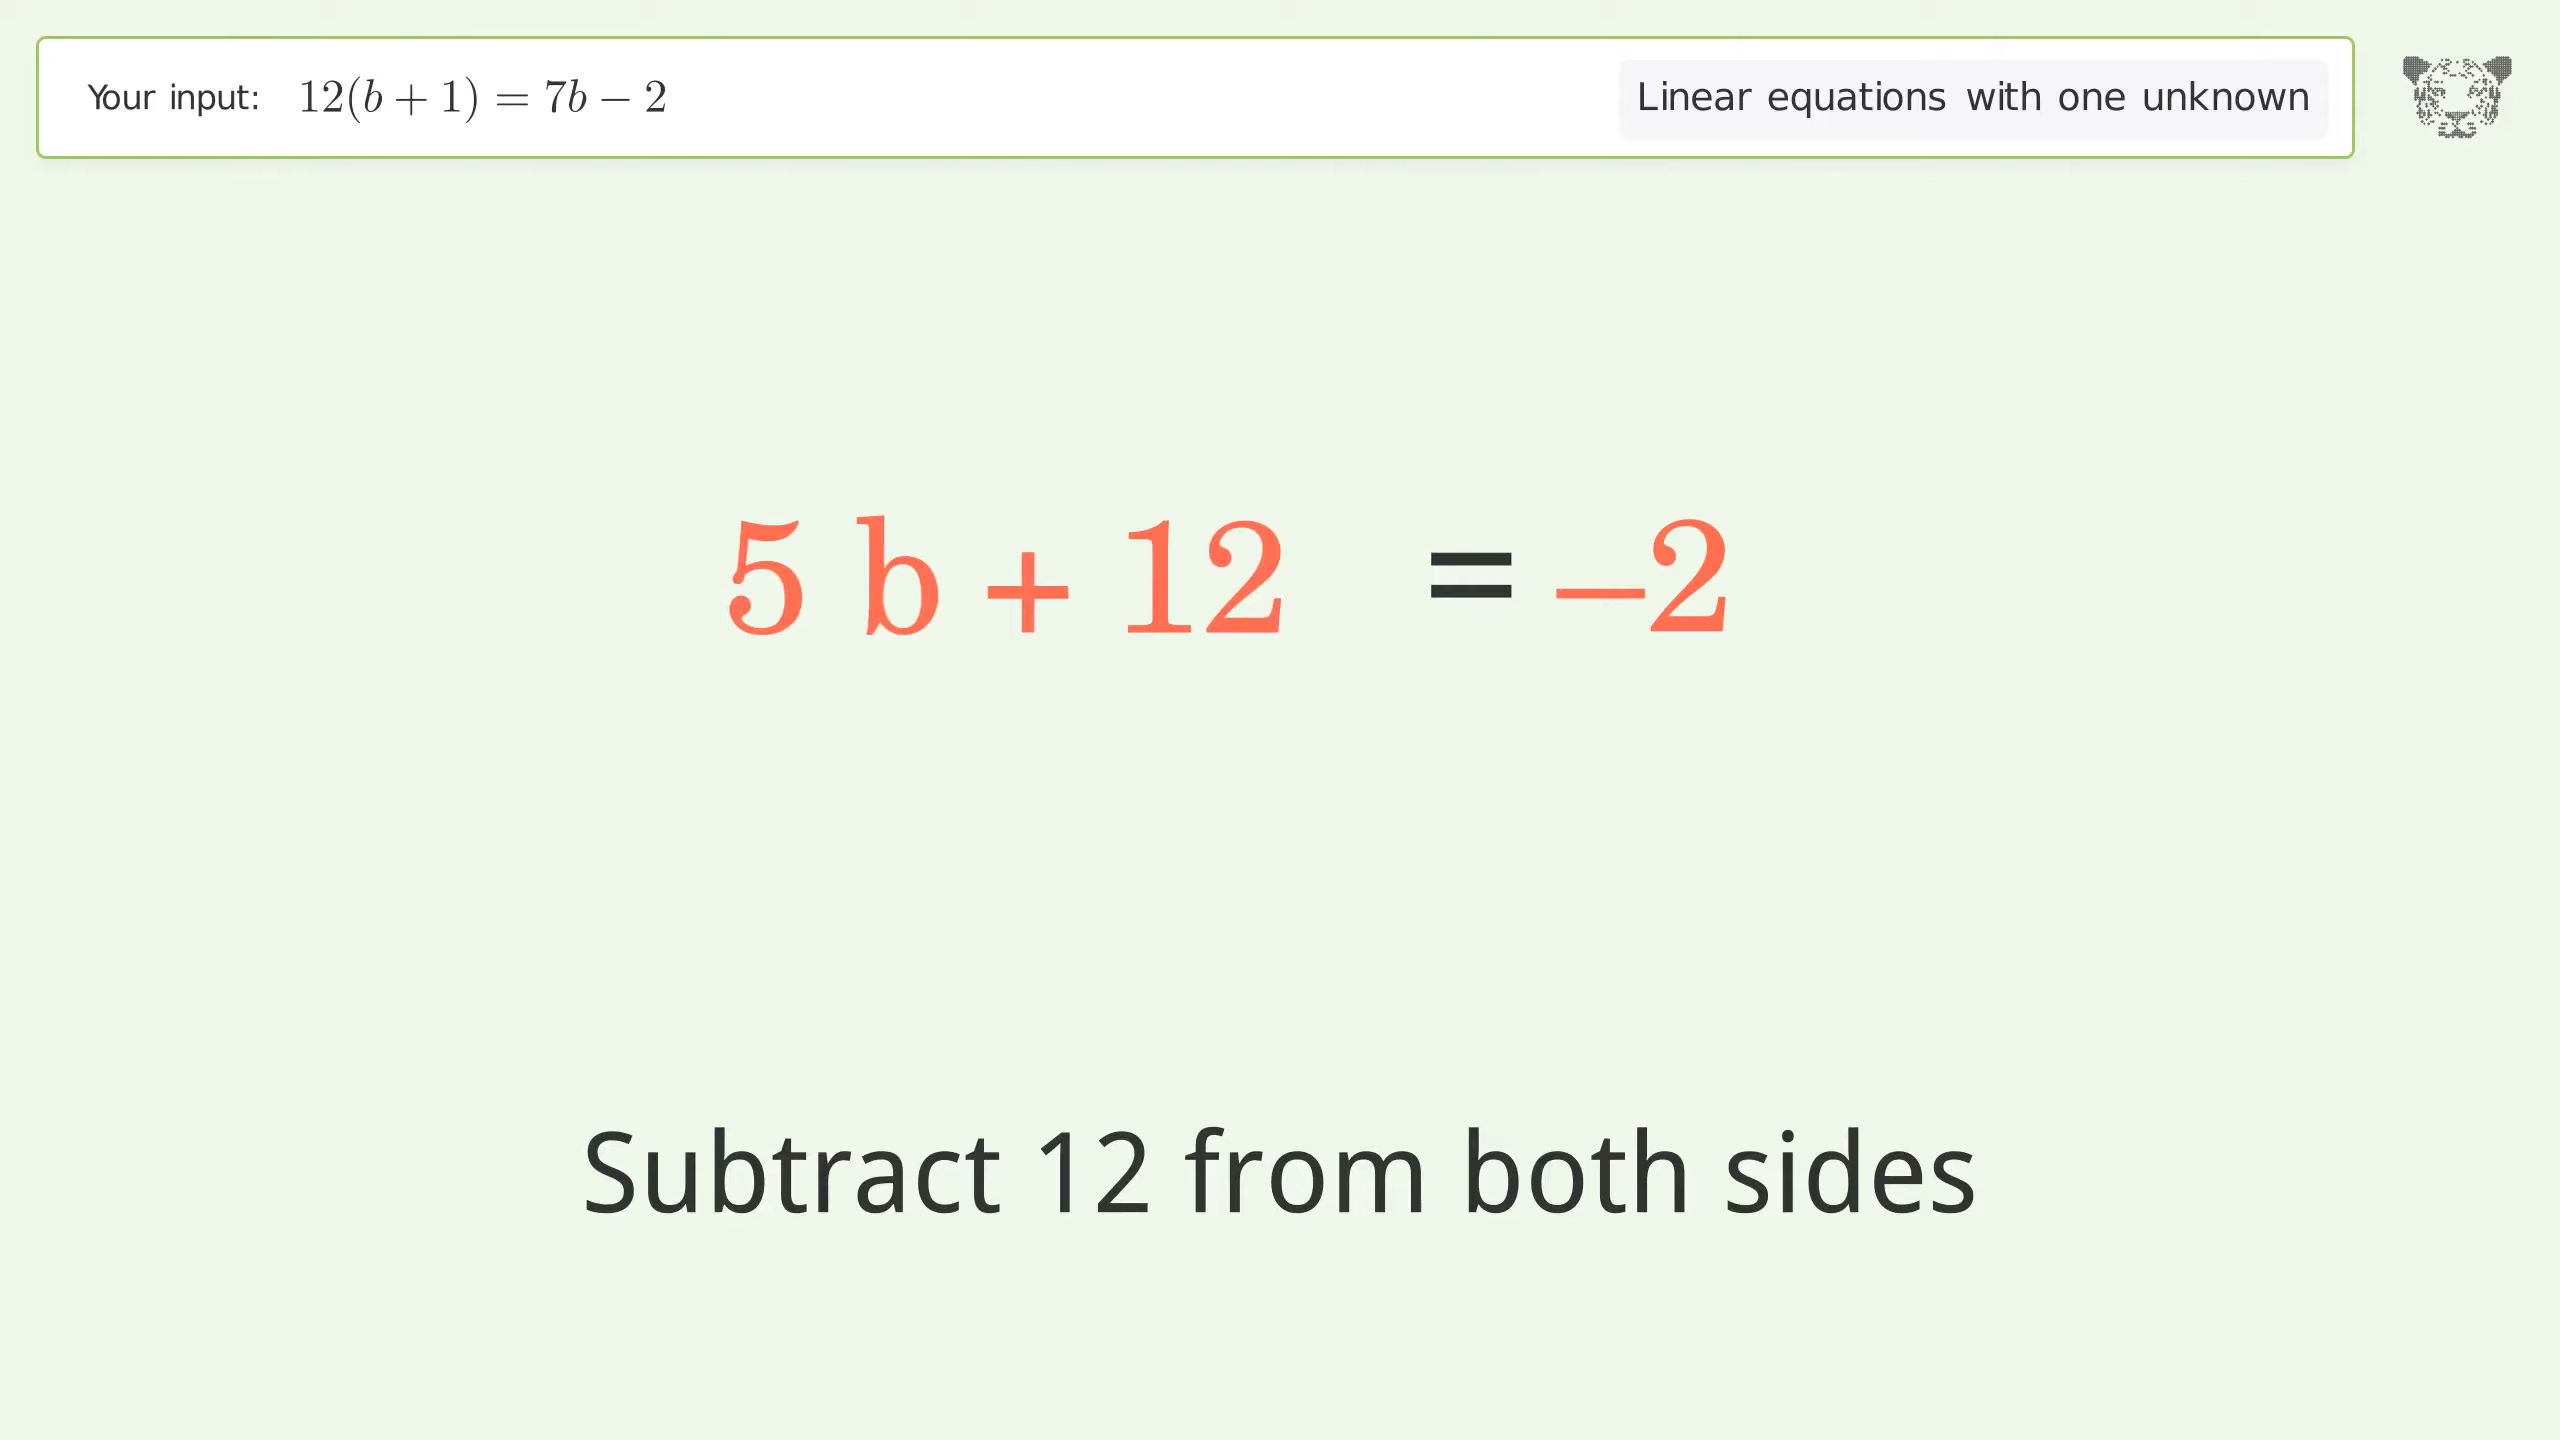 Your input: 12(b + 1) = 7b − 2
Linear equations with one unknown
5 b + 12 = −2
Subtract 12 from both sides